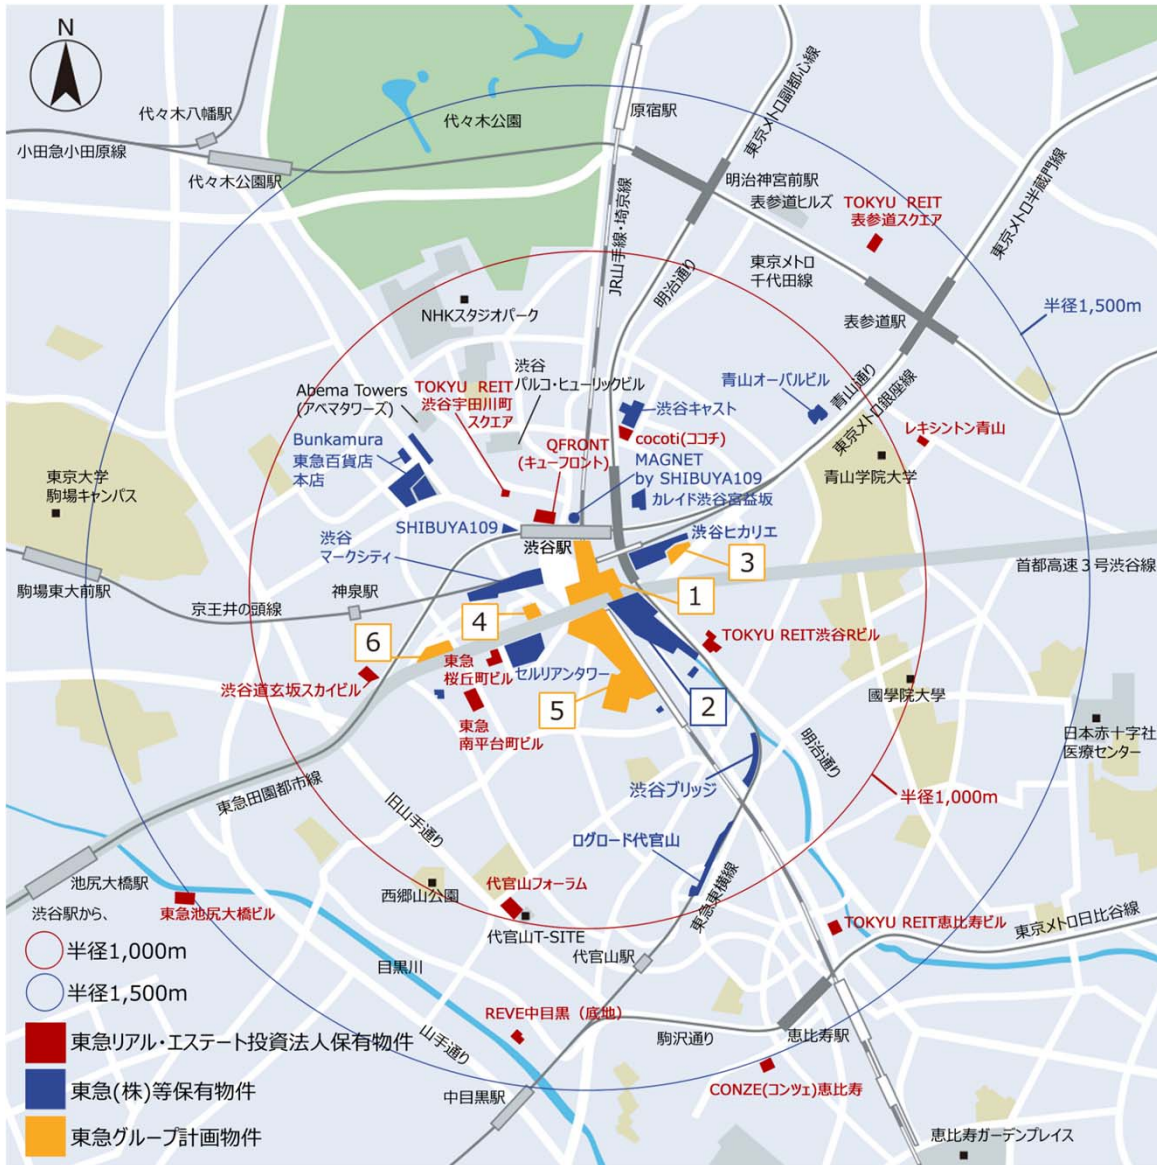 N
代々木八幡駅
小田急小田原線
代々木公園駅
代々木公園
原宿駅
東京メトロ副都心線
JR山手線・埼京線
明治通り
明治神宮前駅
表参道ヒルズ
TOKYU REIT
表参道スクエア
東京メトロ半蔵門線
東京メトロ
千代田線
表参道駅
半径1,500m
NHKスタジオパーク
渋谷
パルコ・ヒューリックビル
Abema Towers
(アベマタワーズ)
TOKYU REIT
渋谷宇田川町
スクエア
青山オーバルビル
青山通り
東京メトロ銀座線
渋谷キャスト
cocoti(ココチ)
レキシントン青山
Bunkamura
東急百貨店
本店
QFRONT
(キューフロント)
MAGNET
by SHIBUYA109
カレイド渋谷宮益坂
青山学院大学
東京大学
駒場キャンパス
SHIBUYA109
渋谷駅
渋谷ヒカリエ
渋谷
マークシティ
3
首都高速3号渋谷線
駒場東大前駅
神泉駅
京王井の頭線
1
4
6
TOKYU REIT渋谷Rビル
東急
桜丘町ビル
セルリアンタワー
渋谷道玄坂スカイビル
5
2
國學院大學
東急
南平台町ビル
日本赤十字社
医療センター
明治通り
東急田園都市線
旧山手通り
渋谷ブリッジ
半径1,000m
ログロード代官山
池尻大橋駅
西郷山公園
代官山フォーラム
東急東横線
東急池尻大橋ビル
代官山T-SITE
TOKYU REIT恵比寿ビル
東京メトロ日比谷線
代官山駅
渋谷駅から、
半径1,000m
半径1,500m
目黒川
山手通り
REVE中目黒（底地）
駒沢通り
恵比寿駅
東急リアル・エステート投資法人保有物件
東急(株)等保有物件
中目黒駅
CONZE(コンツェ)恵比寿
東急グループ計画物件
恵比寿ガーデンプレイス